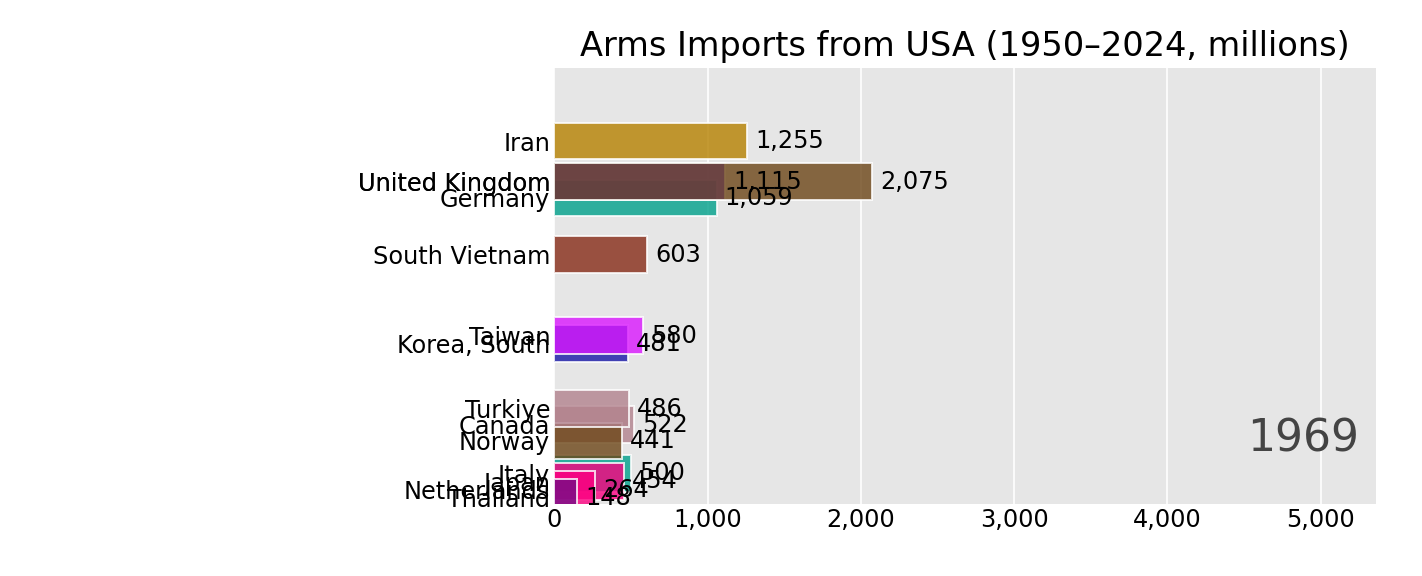 Arms Imports from USA (1950–2024, millions)
Iran 1,255
United Kingdom 1,115 2,075
Germany 1,059
South Vietnam 603
Taiwan 580
Korea, South 481
Turkiye 486
Canada 522
Norway 441
Italy 500
Japan 454
Netherlands 264
Thailand 148
1969
0 1,000 2,000 3,000 4,000 5,000